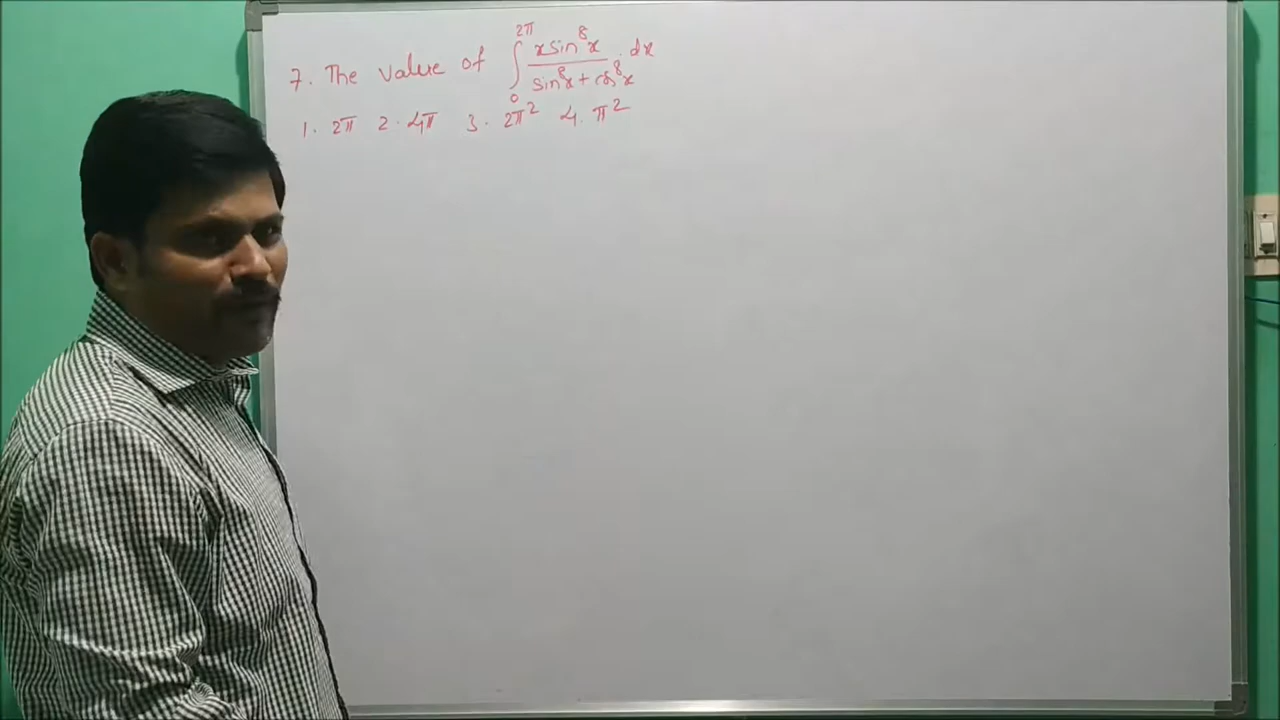 7. The value of ∫₀^2π x sin⁸x / sin⁸x + cos⁸x . dx
1. 2π 2. 4π 3. 2π² 4. π²